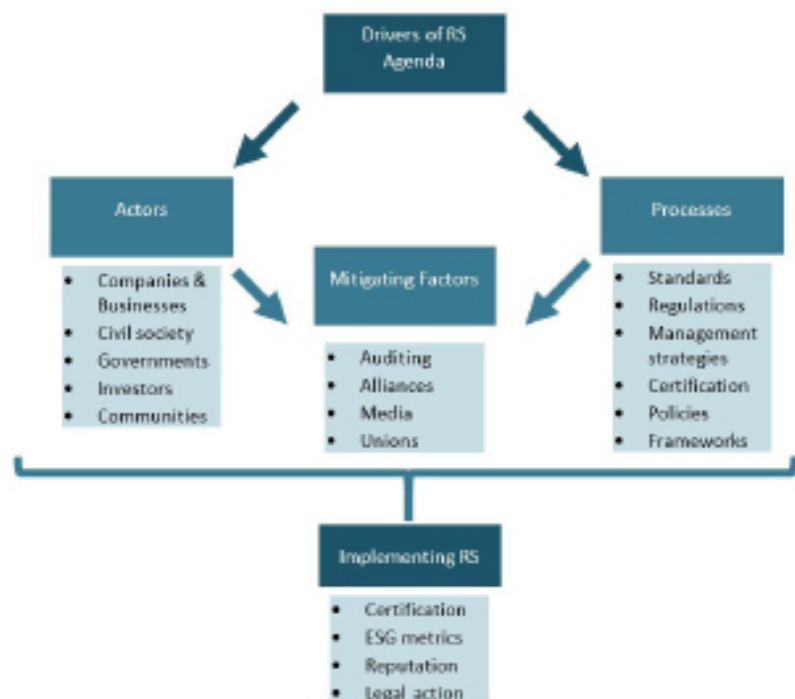 Drivers of RS
Agenda
Actors
Processes
Mitigating Factors
• Companies &
Businesses
• Civil society
• Governments
• Investors
• Communities
• Auditing
• Alliances
• Media
• Unions
• Standards
• Regulations
• Management
strategies
• Certification
• Policies
• Frameworks
Implementing RS
• Certification
• ESG metrics
• Reputation
• Legal action